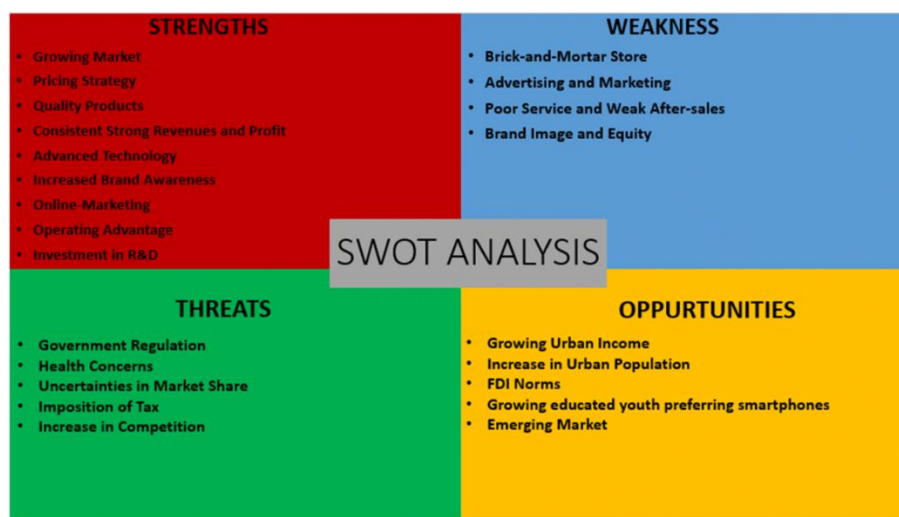 STRENGTHS
• Growing Market
• Pricing Strategy
• Quality Products
• Consistent Strong Revenues and Profit
• Advanced Technology
• Increased Brand Awareness
• Online-Marketing
• Operating Advantage
• Investment in R&D
WEAKNESS
• Brick-and-Mortar Store
• Advertising and Marketing
• Poor Service and Weak After-sales
• Brand Image and Equity
SWOT ANALYSIS
THREATS
• Government Regulation
• Health Concerns
• Uncertainties in Market Share
• Imposition of Tax
• Increase in Competition
OPPURTUNITIES
• Growing Urban Income
• Increase in Urban Population
• FDI Norms
• Growing educated youth preferring smartphones
• Emerging Market